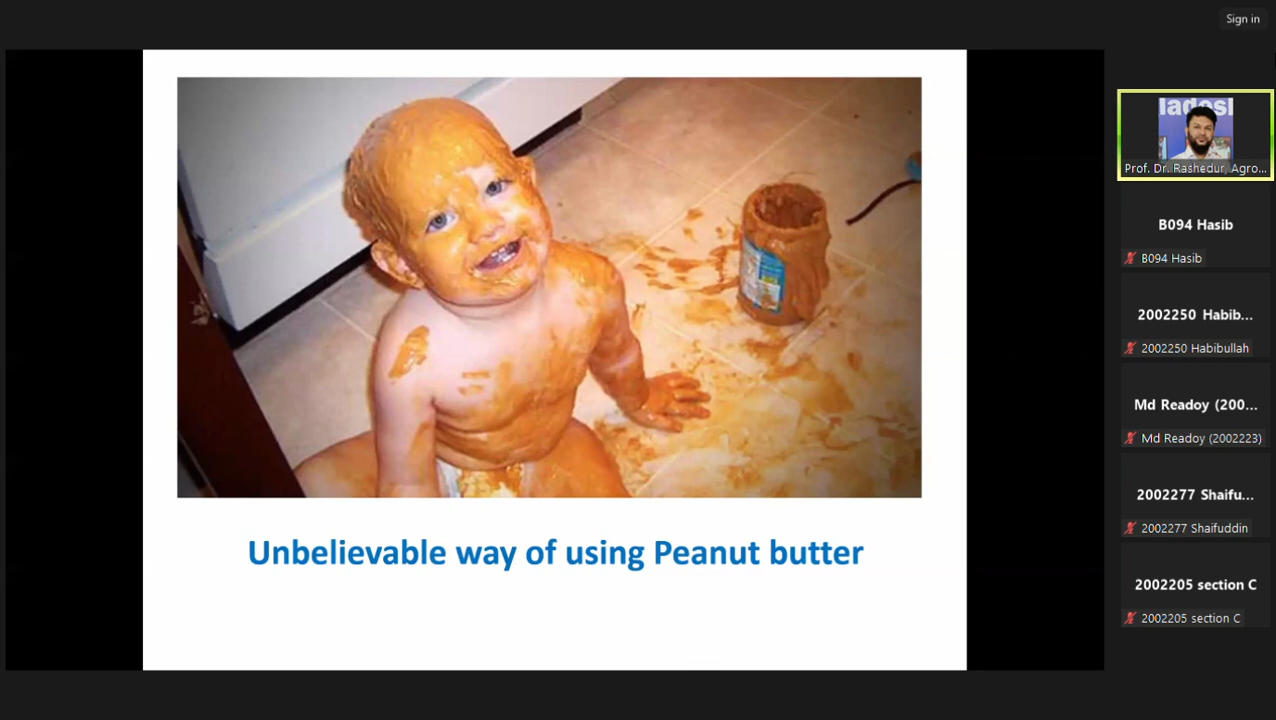 Sign in
ladesl
Prof. Dr. Rashedur, Agro...
B094 Hasib
B094 Hasib
2002250 Habib...
2002250 Habibullah
Md Readoy (200...
Md Readoy (2002223)
2002277 Shaifu...
2002277 Shaifuddin
2002205 section C
2002205 section C
Unbelievable way of using Peanut butter